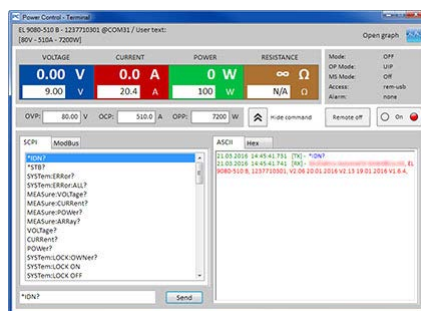 Power Control - Terminal
EL 9080-510 B - 1237710301 @COM31 / User text:
[80V - 510A - 7200W]
Open graph
VOLTAGE CURRENT POWER RESISTANCE
0.00 V 0.0 A 0 W ∞ Ω
9.00 V 20.4 A 100 W N/A Ω
Mode: OFF
OP Mode: UIP
MS Mode: Off
Access: rem-usb
Alarm: none
OVP: 80.00 V OCP: 510.0 A OPP: 7200 W Hide command Remote off On
SCPI ModBus
*IDN?
*STB?
SYSTem:ERRor?
SYSTem:ERRor:ALL?
MEASure:VOLTage?
MEASure:CURRent?
MEASure:POWer?
MEASure:ARRay?
VOLTage?
CURRent?
POWer?
SYSTem:LOCK:OWNer?
SYSTem:LOCK ON
SYSTem:LOCK OFF
*IDN? Send
ASCII Hex
21.03.2016 14:45:41.731 [TX] - *IDN?
21.03.2016 14:45:41.741 [RX] - EL
9080-510 B, 1237710301, V2.06 20.01.2016 V2.13 19.01.2016 V1.6.4,